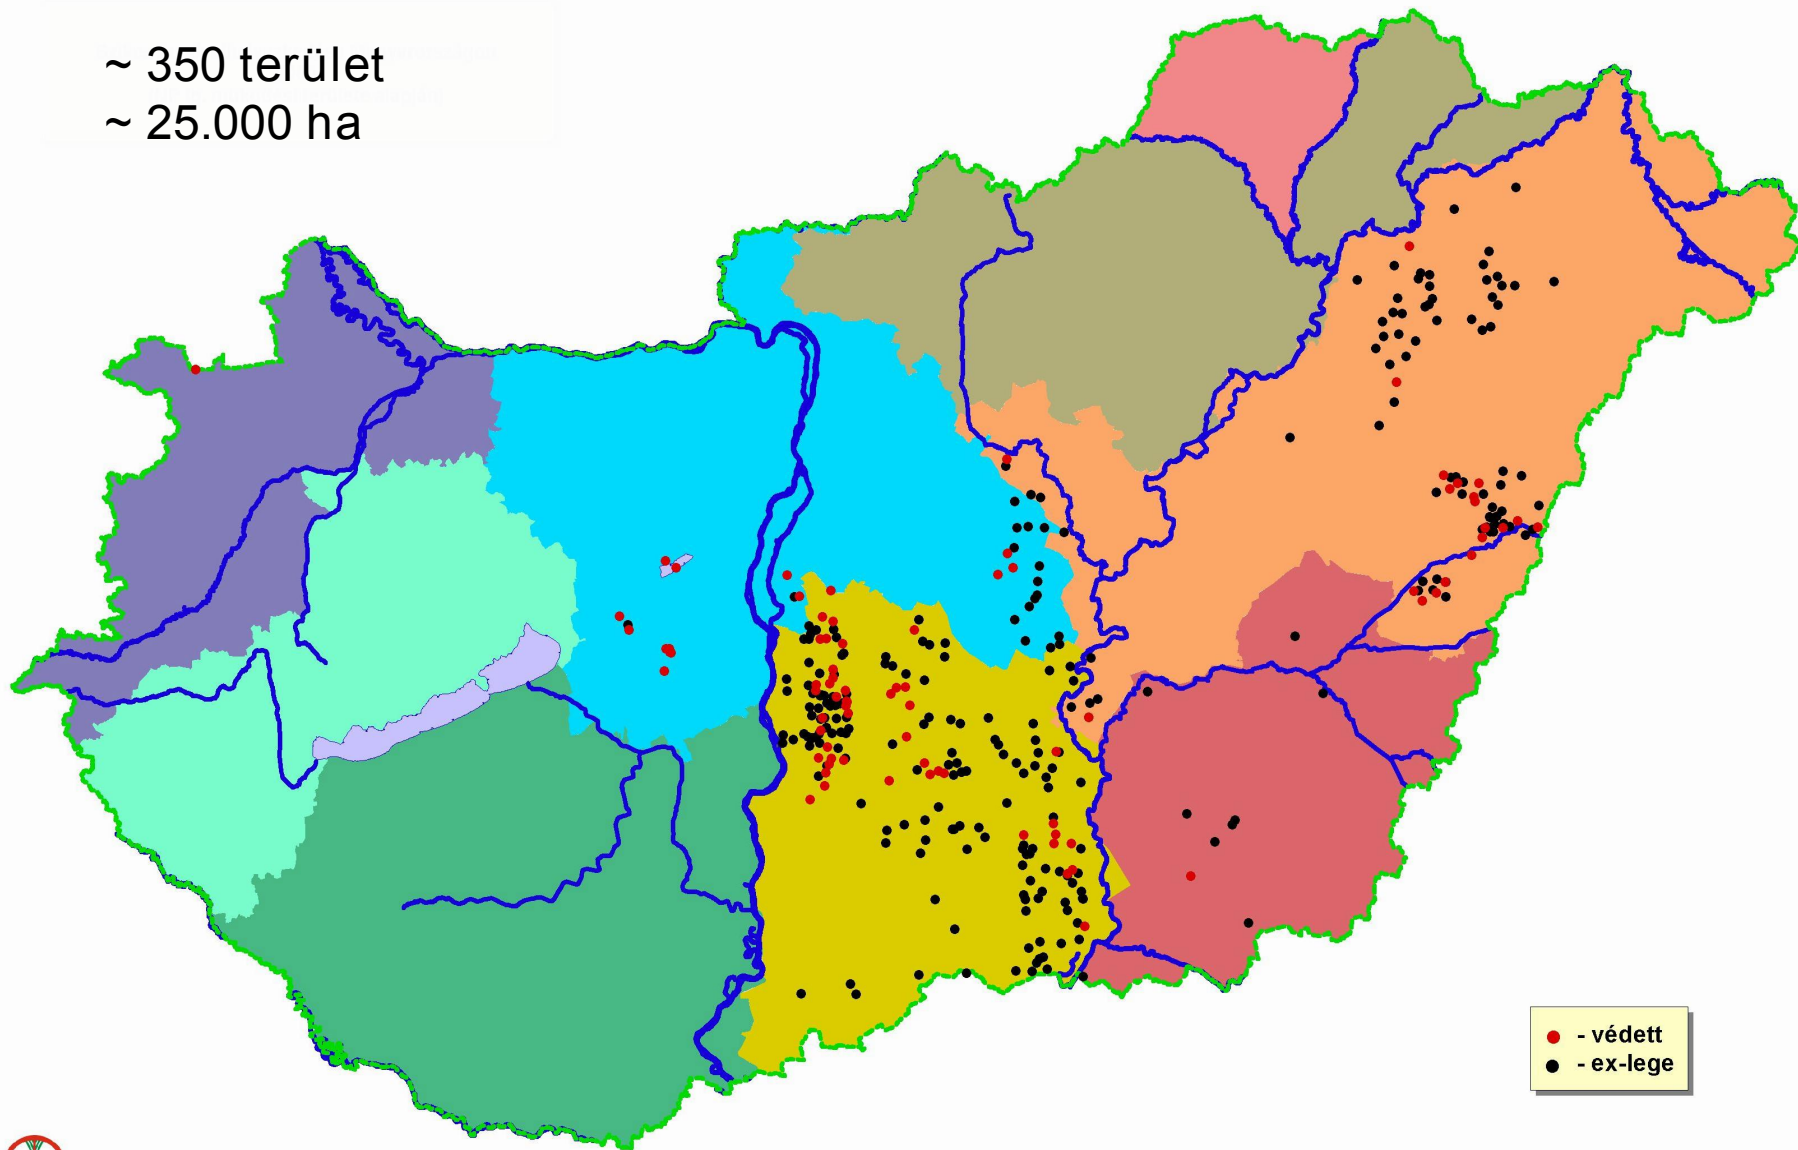 ~ 350 terület
~ 25.000 ha
- védett
- ex-lege